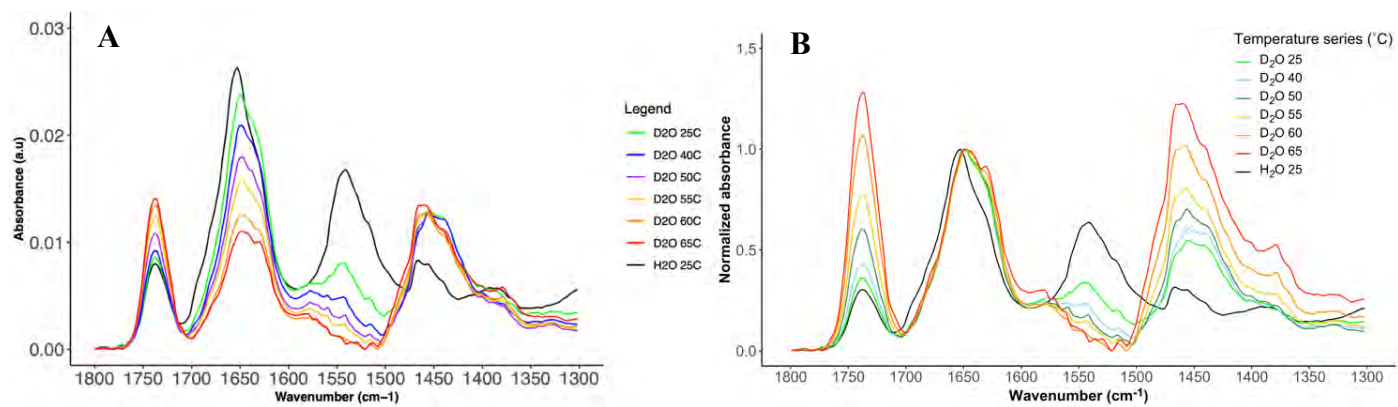 A
0.03
0.02
0.01
0.00
Absorbance (a.u)
1800 1750 1700 1650 1600 1550 1500 1450 1400 1350 1300
Wavenumber (cm–1)
Legend
D2O 25C
D2O 40C
D2O 50C
D2O 55C
D2O 60C
D2O 65C
H2O 25C
B
1.5
1.0
0.5
0.0
Normalized absorbance
1800 1750 1700 1650 1600 1550 1500 1450 1400 1350 1300
Wavenumber (cm⁻¹)
Temperature series (˚C)
D₂O 25
D₂O 40
D₂O 50
D₂O 55
D₂O 60
D₂O 65
H₂O 25